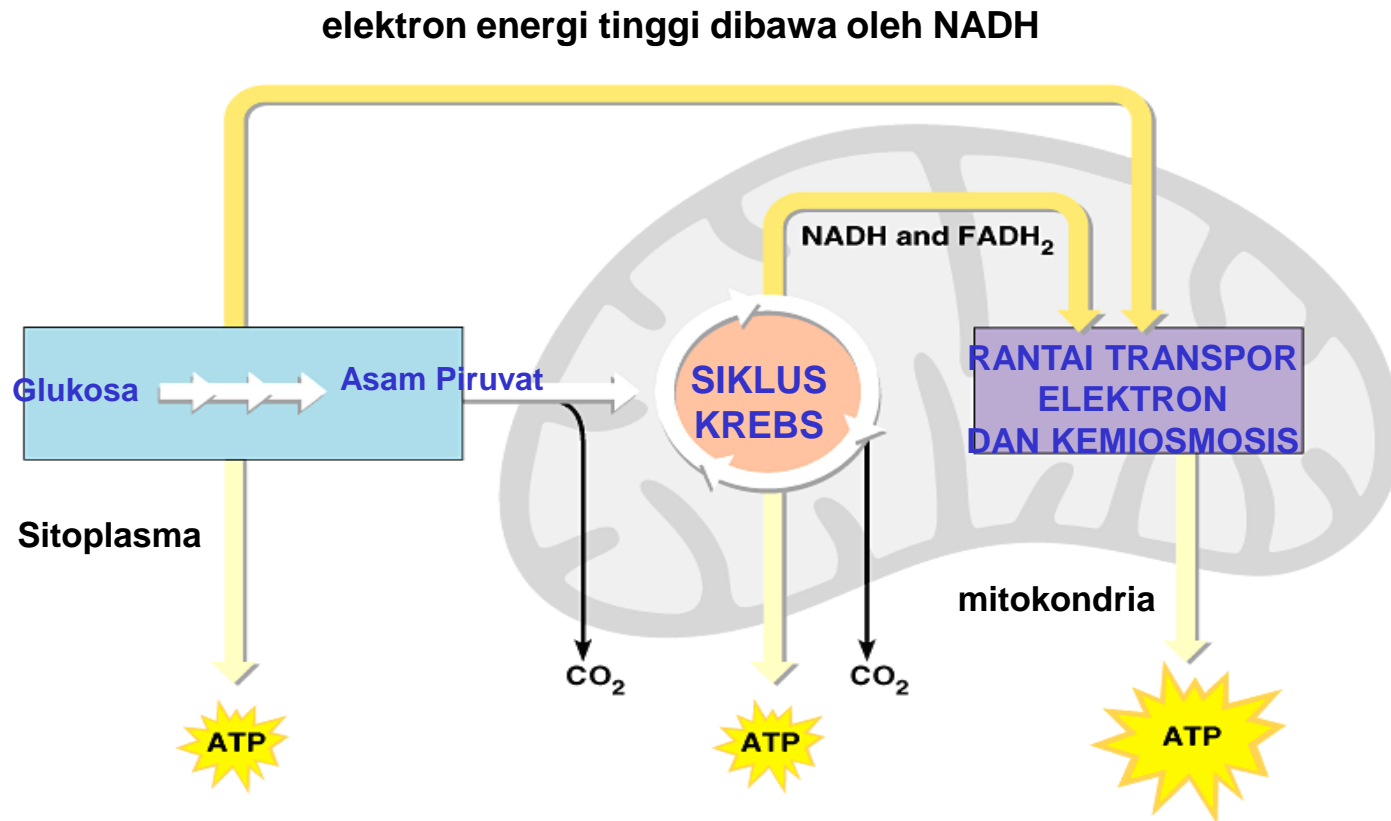 elektron energi tinggi dibawa oleh NADH
NADH and FADH₂
Glukosa
Asam Piruvat
SIKLUS
KREBS
RANTAI TRANSPOR
ELEKTRON
DAN KEMIOSMOSIS
Sitoplasma
mitokondria
CO₂
CO₂
ATP
ATP
ATP